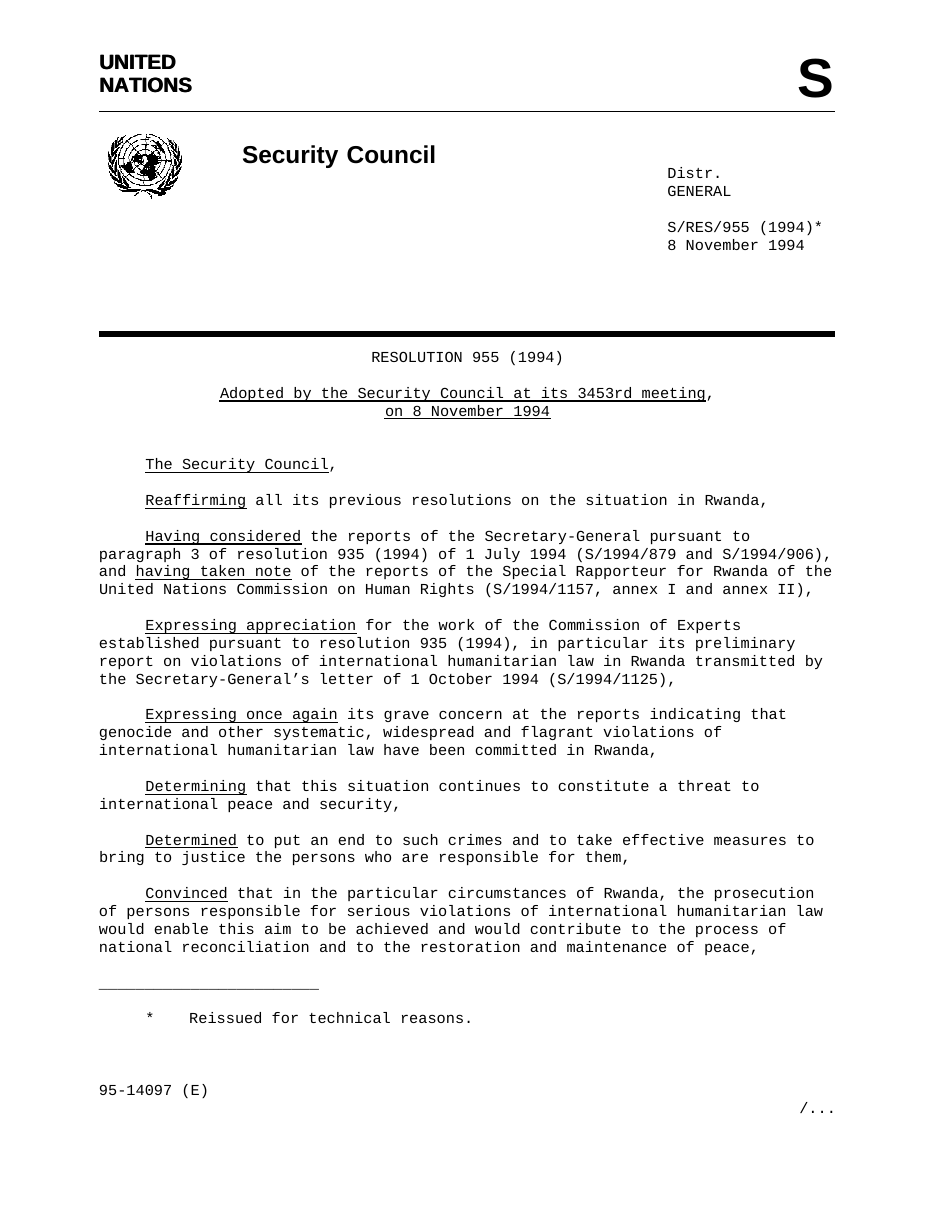 UNITED
NATIONS
S
Security Council
Distr.
GENERAL
S/RES/955 (1994)*
8 November 1994
RESOLUTION 955 (1994)
Adopted by the Security Council at its 3453rd meeting,
on 8 November 1994
The Security Council,
Reaffirming all its previous resolutions on the situation in Rwanda,
Having considered the reports of the Secretary-General pursuant to
paragraph 3 of resolution 935 (1994) of 1 July 1994 (S/1994/879 and S/1994/906),
and having taken note of the reports of the Special Rapporteur for Rwanda of the
United Nations Commission on Human Rights (S/1994/1157, annex I and annex II),
Expressing appreciation for the work of the Commission of Experts
established pursuant to resolution 935 (1994), in particular its preliminary
report on violations of international humanitarian law in Rwanda transmitted by
the Secretary-General’s letter of 1 October 1994 (S/1994/1125),
Expressing once again its grave concern at the reports indicating that
genocide and other systematic, widespread and flagrant violations of
international humanitarian law have been committed in Rwanda,
Determining that this situation continues to constitute a threat to
international peace and security,
Determined to put an end to such crimes and to take effective measures to
bring to justice the persons who are responsible for them,
Convinced that in the particular circumstances of Rwanda, the prosecution
of persons responsible for serious violations of international humanitarian law
would enable this aim to be achieved and would contribute to the process of
national reconciliation and to the restoration and maintenance of peace,
* Reissued for technical reasons.
95-14097 (E)
/...